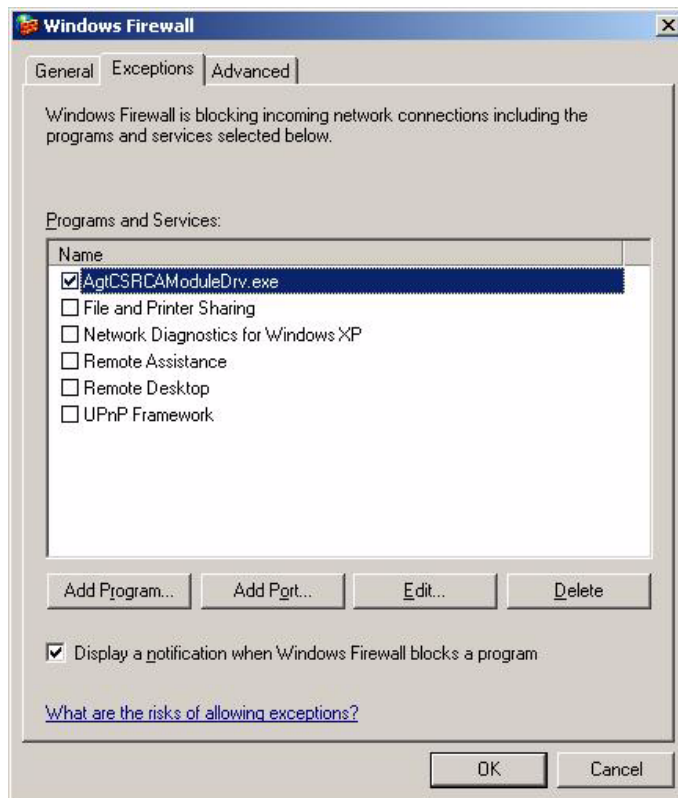 Windows Firewall
General Exceptions Advanced
Windows Firewall is blocking incoming network connections including the
programs and services selected below.
Programs and Services:
Name
AgtCSRCAModuleDrv.exe
File and Printer Sharing
Network Diagnostics for Windows XP
Remote Assistance
Remote Desktop
UPnP Framework
Add Program... Add Port... Edit... Delete
Display a notification when Windows Firewall blocks a program
What are the risks of allowing exceptions?
OK Cancel